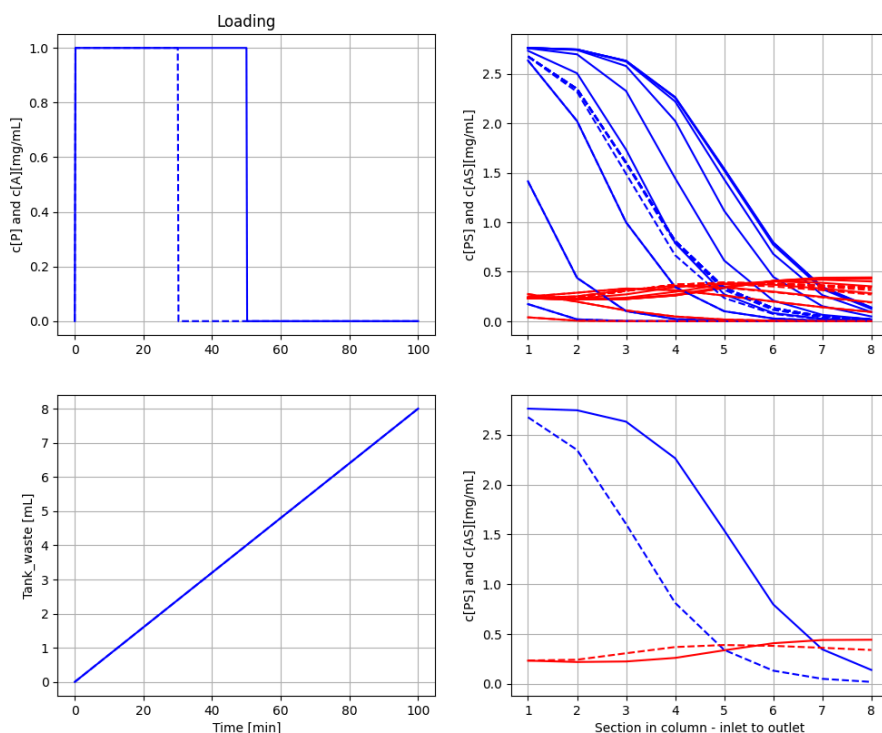 Loading
c[P] and c[A][mg/mL]
1.0
0.8
0.6
0.4
0.2
0.0
0 20 40 60 80 100
c[PS] and c[AS][mg/mL]
2.5
2.0
1.5
1.0
0.5
0.0
1 2 3 4 5 6 7 8
Tank_waste [mL]
8
7
6
5
4
3
2
1
0
0 20 40 60 80 100
Time [min]
c[PS] and c[AS][mg/mL]
2.5
2.0
1.5
1.0
0.5
0.0
1 2 3 4 5 6 7 8
Section in column - inlet to outlet